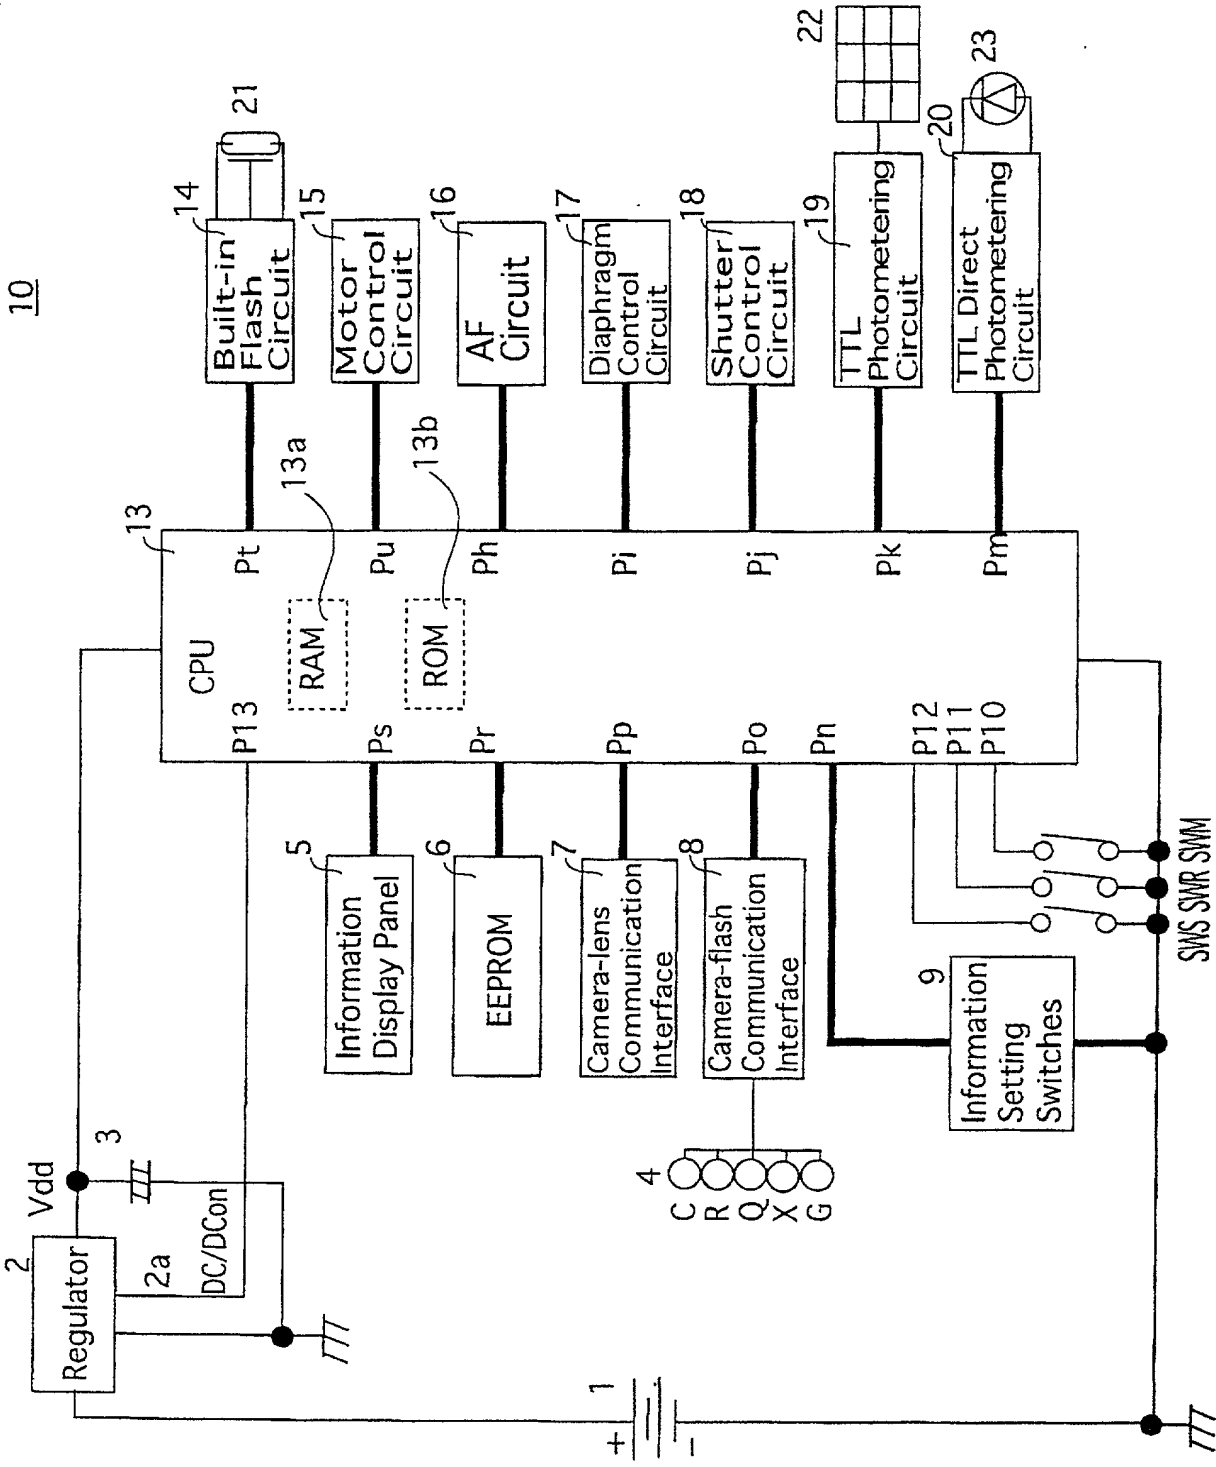 10
Vdd
2
Regulator
2a
DC/DCon
3
1
+
-
13
CPU
P13
RAM
13a
ROM
13b
Ps
Pr
Pp
Po
Pn
P12
P11
P10
Pt
Pu
Ph
Pi
Pj
Pk
Pm
5
Information
Display Panel
6
EEPROM
7
Camera-lens
Communication
Interface
8
Camera-flash
Communication
Interface
4
C
R
Q
X
G
9
Information
Setting
Switches
SWS SWR SWM
14
Built-in
Flash
Circuit
21
15
Motor
Control
Circuit
16
AF
Circuit
17
Diaphragm
Control
Circuit
18
Shutter
Control
Circuit
19
TTL
Photometering
Circuit
22
20
TTL Direct
Photometering
Circuit
23